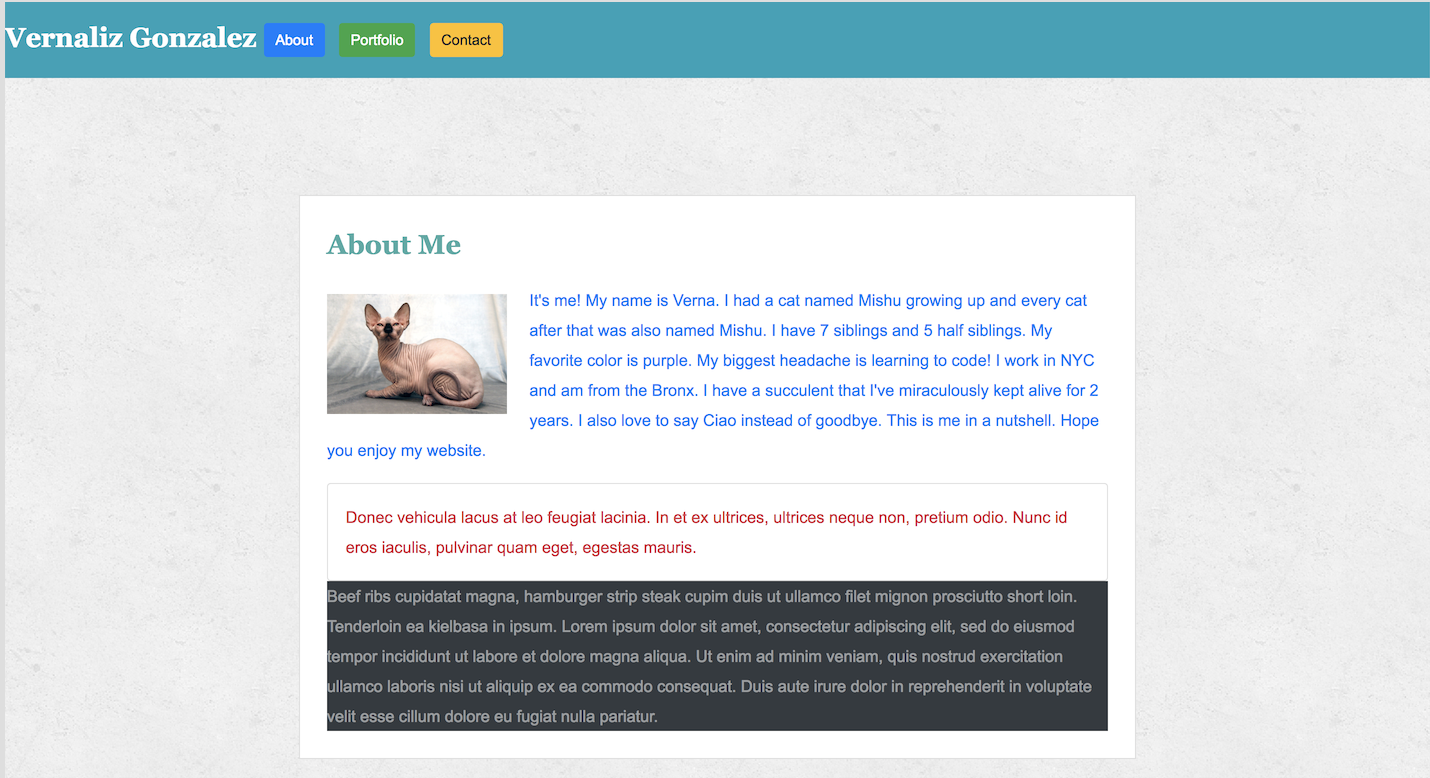 Vernaliz Gonzalez About Portfolio Contact
About Me
It's me! My name is Verna. I had a cat named Mishu growing up and every cat
after that was also named Mishu. I have 7 siblings and 5 half siblings. My
favorite color is purple. My biggest headache is learning to code! I work in NYC
and am from the Bronx. I have a succulent that I've miraculously kept alive for 2
years. I also love to say Ciao instead of goodbye. This is me in a nutshell. Hope
you enjoy my website.
Donec vehicula lacus at leo feugiat lacinia. In et ex ultrices, ultrices neque non, pretium odio. Nunc id
eros iaculis, pulvinar quam eget, egestas mauris.
Beef ribs cupidatat magna, hamburger strip steak cupim duis ut ullamco filet mignon prosciutto short loin.
Tenderloin ea kielbasa in ipsum. Lorem ipsum dolor sit amet, consectetur adipiscing elit, sed do eiusmod
tempor incididunt ut labore et dolore magna aliqua. Ut enim ad minim veniam, quis nostrud exercitation
ullamco laboris nisi ut aliquip ex ea commodo consequat. Duis aute irure dolor in reprehenderit in voluptate
velit esse cillum dolore eu fugiat nulla pariatur.